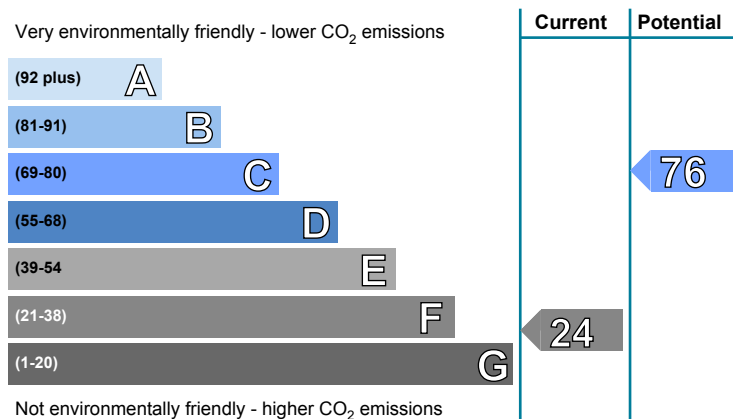 Current Potential
Very environmentally friendly - lower CO2 emissions
(92 plus) A
(81-91) B
(69-80) C
76
(55-68) D
(39-54 E
(21-38) F
24
(1-20) G
Not environmentally friendly - higher CO2 emissions